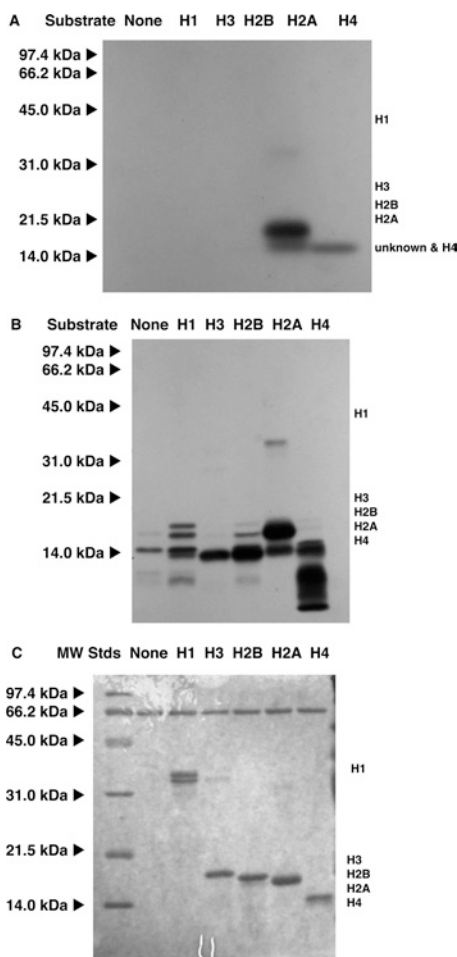 A Substrate None H1 H3 H2B H2A H4
97.4 kDa ▶
66.2 kDa ▶
45.0 kDa ▶
H1
31.0 kDa ▶
H3
H2B
21.5 kDa ▶ H2A
unknown & H4
14.0 kDa ▶
B Substrate None H1 H3 H2B H2A H4
97.4 kDa ▶
66.2 kDa ▶
45.0 kDa ▶
H1
31.0 kDa ▶
21.5 kDa ▶ H3
H2B
H2A
H4
14.0 kDa ▶
C MW Stds None H1 H3 H2B H2A H4
97.4 kDa ▶
66.2 kDa ▶
45.0 kDa ▶
H1
31.0 kDa ▶
21.5 kDa ▶
H3
H2B
H2A
14.0 kDa ▶ H4